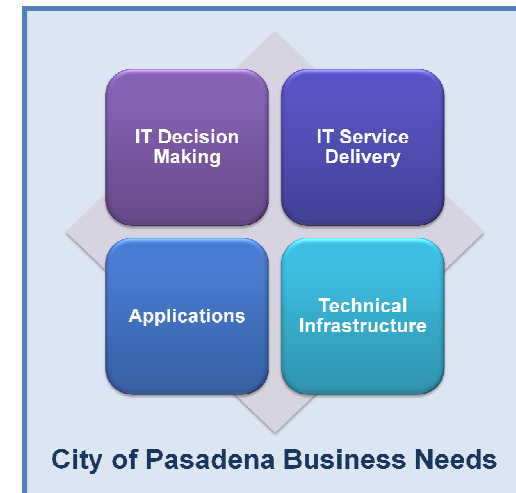 IT Decision
Making
IT Service
Delivery
Applications
Technical
Infrastructure
City of Pasadena Business Needs